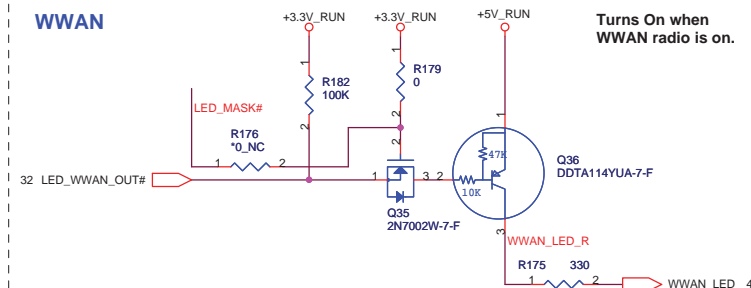 WWAN
+3.3V_RUN
+3.3V_RUN
+5V_RUN
Turns On when
WWAN radio is on.
1
R182
100K
2
1
R179
0
2
1
LED_MASK#
R176
*0_NC
1
2
2
47K
Q36
DDTA114YUA-7-F
32 LED_WWAN_OUT#
1
3
2
10K
Q35
2N7002W-7-F
3
WWAN_LED_R
R175 330
1
2
WWAN_LED 4